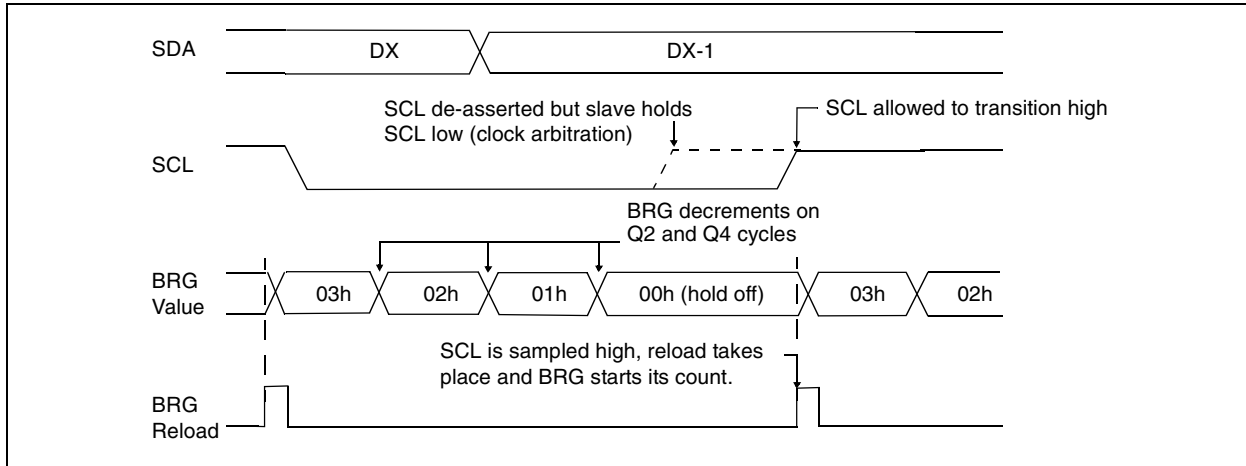 SDA
DX
DX-1
SCL de-asserted but slave holds
SCL low (clock arbitration)
SCL allowed to transition high
SCL
BRG decrements on
Q2 and Q4 cycles
BRG
Value
03h
02h
01h
00h (hold off)
03h
02h
SCL is sampled high, reload takes
place and BRG starts its count.
BRG
Reload